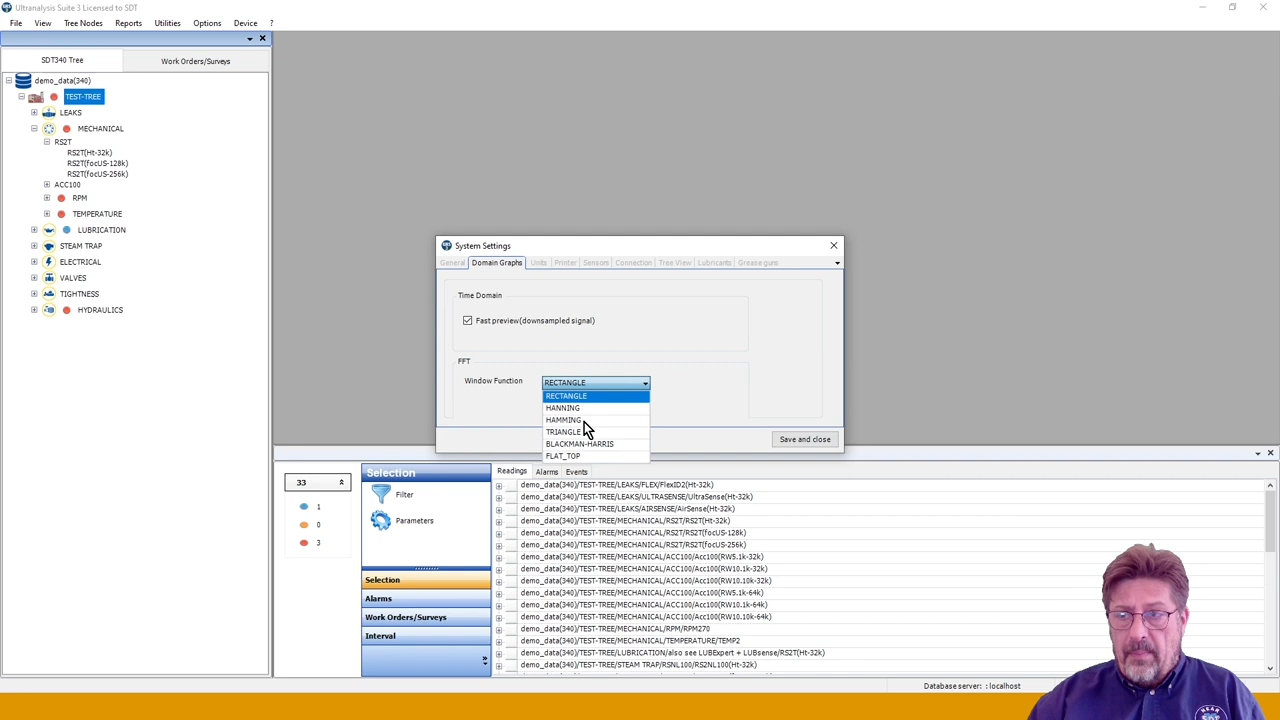 Ultranalysis Suite 3 Licensed to SDT
File View Tree Nodes Reports Utilities Options Device ?
SDT340 Tree Work Orders/Surveys
demo_data(340)
TEST-TREE
LEAKS
MECHANICAL
RS2T
RS2T(Ht-32k)
RS2T(focUS-128k)
RS2T(focUS-256k)
ACC100
RPM
TEMPERATURE
LUBRICATION
STEAM TRAP
ELECTRICAL
VALVES
TIGHTNESS
HYDRAULICS
System Settings
General Domain Graphs Units Printer Sensors Connection Tree View Lubricants Grease guns
Time Domain
Fast preview(downsampled signal)
FFT
Window Function RECTANGLE
RECTANGLE
HANNING
HAMMING
TRIANGLE
BLACKMAN-HARRIS
FLAT_TOP
Save and close
33
1
0
3
Selection
Filter
Parameters
Selection
Alarms
Work Orders/Surveys
Interval
Readings Alarms Events
demo_data(340)/TEST-TREE/LEAKS/FLEX/FlexID2(Ht-32k)
demo_data(340)/TEST-TREE/LEAKS/ULTRASENSE/UltraSense(Ht-32k)
demo_data(340)/TEST-TREE/LEAKS/AIRSENSE/AirSense(Ht-32k)
demo_data(340)/TEST-TREE/MECHANICAL/RS2T/RS2T(Ht-32k)
demo_data(340)/TEST-TREE/MECHANICAL/RS2T/RS2T(focUS-128k)
demo_data(340)/TEST-TREE/MECHANICAL/RS2T/RS2T(focUS-256k)
demo_data(340)/TEST-TREE/MECHANICAL/ACC100/Acc100(RW5.1k-32k)
demo_data(340)/TEST-TREE/MECHANICAL/ACC100/Acc100(RW10.1k-32k)
demo_data(340)/TEST-TREE/MECHANICAL/ACC100/Acc100(RW10.10k-32k)
demo_data(340)/TEST-TREE/MECHANICAL/ACC100/Acc100(RW5.1k-64k)
demo_data(340)/TEST-TREE/MECHANICAL/ACC100/Acc100(RW10.1k-64k)
demo_data(340)/TEST-TREE/MECHANICAL/ACC100/Acc100(RW10.10k-64k)
demo_data(340)/TEST-TREE/MECHANICAL/RPM/RPM270
demo_data(340)/TEST-TREE/MECHANICAL/TEMPERATURE/TEMP2
demo_data(340)/TEST-TREE/LUBRICATION/also see LUBExpert + LUBsense/RS2T(Ht-32k)
demo_data(340)/TEST-TREE/STEAM TRAP/RSNL100/RS2NL100(Ht-32k)
Database server: : localhost
HEAR
SDT